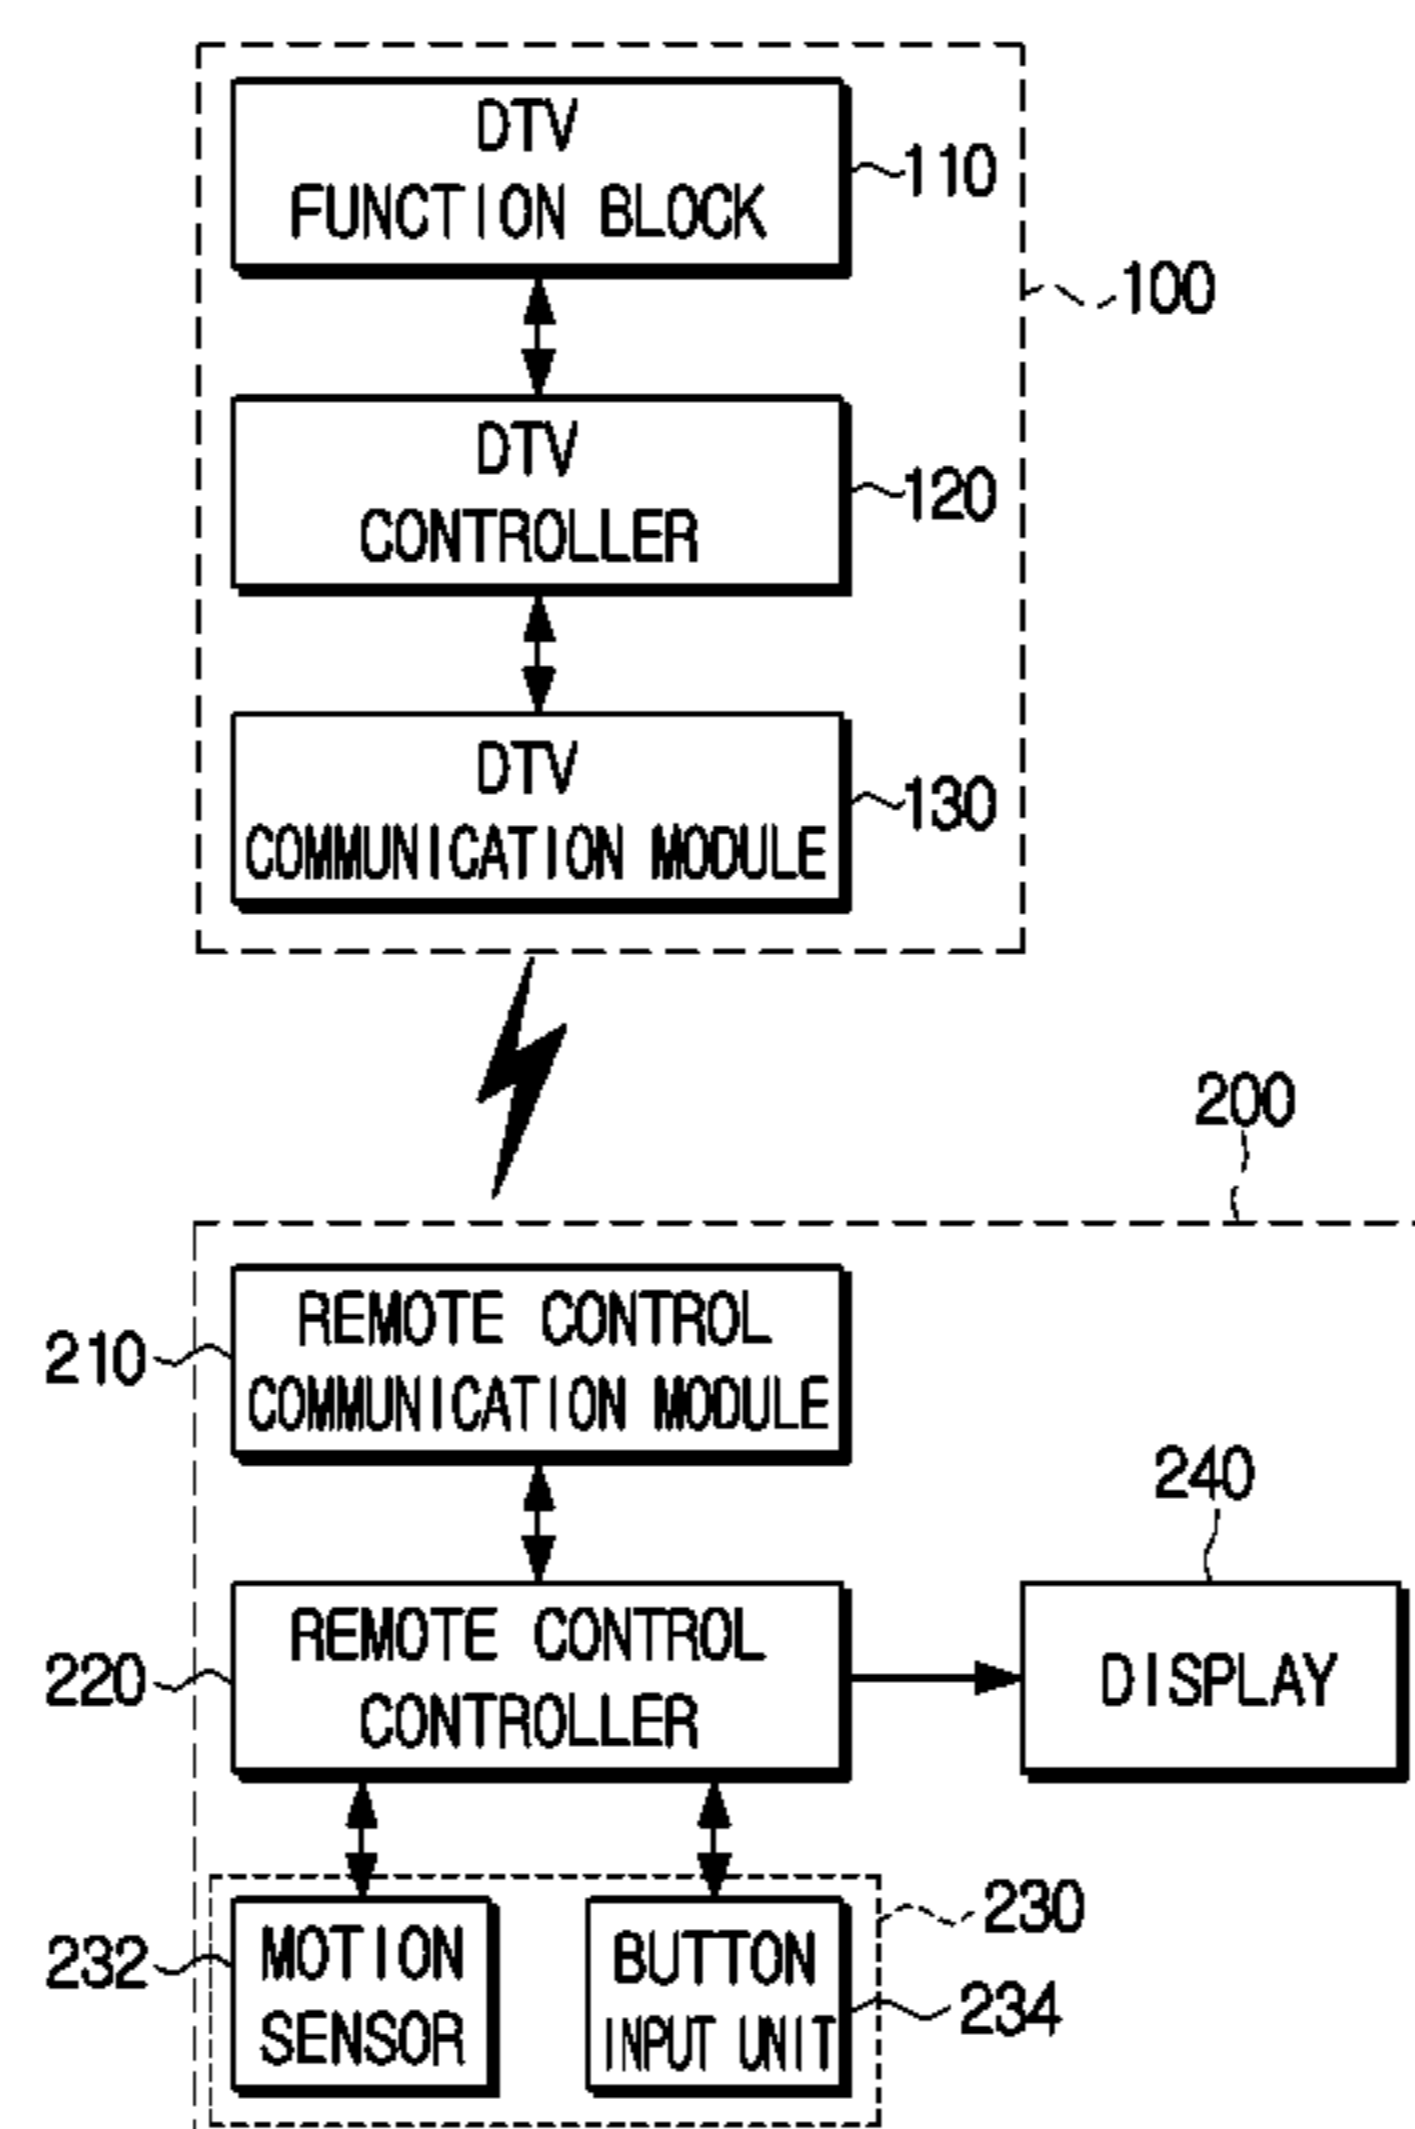 DTV
FUNCTION BLOCK
110
100
DTV
CONTROLLER
120
DTV
COMMUNICATION MODULE
130
200
REMOTE CONTROL
COMMUNICATION MODULE
210
240
REMOTE CONTROL
CONTROLLER
220
DISPLAY
230
232
MOTION
SENSOR
BUTTON
INPUT UNIT
234